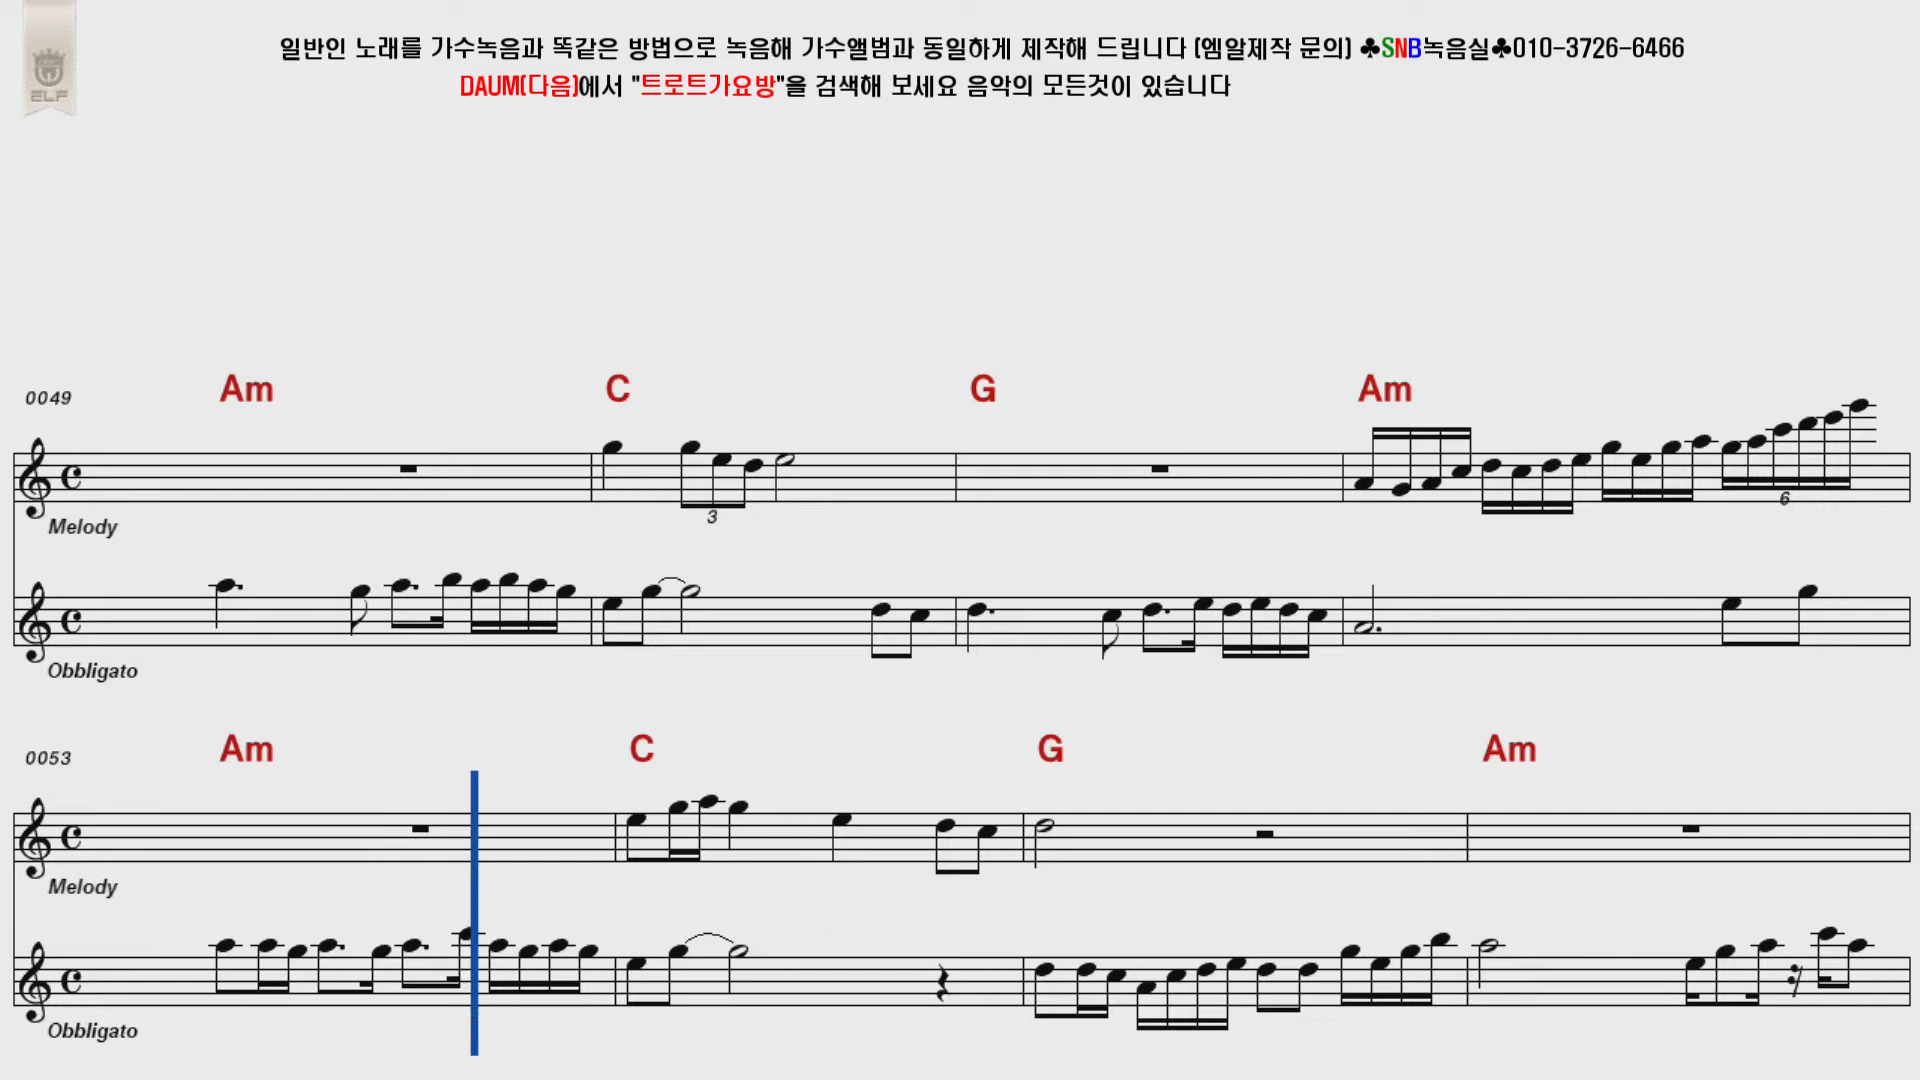 ELF
일반인 노래를 가수녹음과 똑같은 방법으로 녹음해 가수앨범과 동일하게 제작해 드립니다 (엠알제작 문의) ♣SNB녹음실♣010-3726-6466
DAUM(다음)에서 "트로트가요방"을 검색해 보세요 음악의 모든것이 있습니다
0049 Am C G Am
3
6
Melody
Obbligato
0053 Am C G Am
Melody
Obbligato